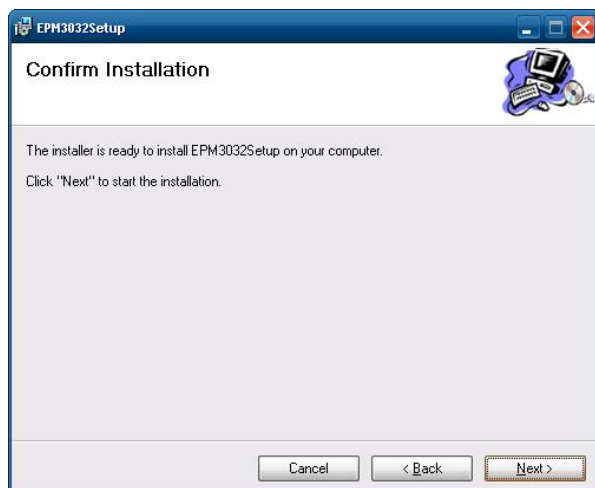 EPM3032Setup
Confirm Installation
The installer is ready to install EPM3032Setup on your computer.
Click "Next" to start the installation.
Cancel
< Back
Next >